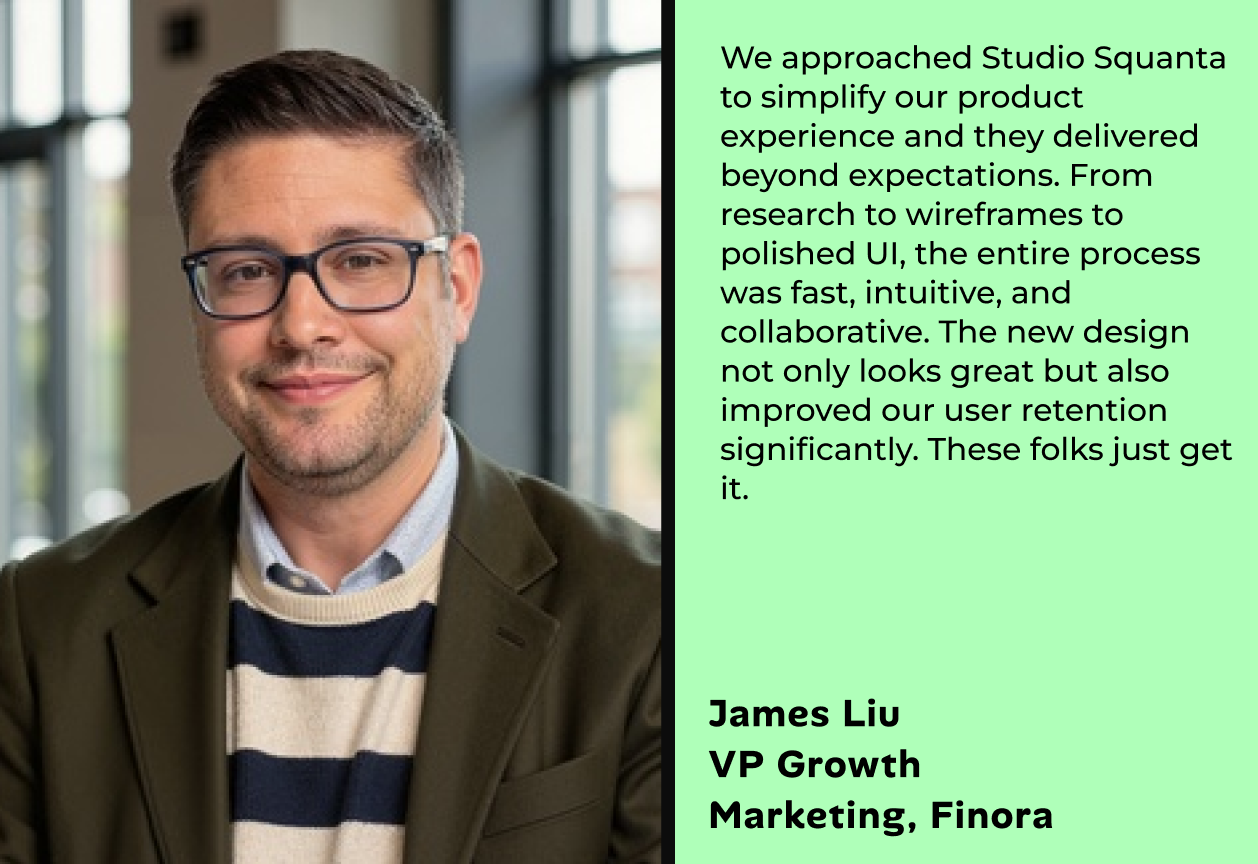 We approached Studio Squanta
to simplify our product
experience and they delivered
beyond expectations. From
research to wireframes to
polished UI, the entire process
was fast, intuitive, and
collaborative. The new design
not only looks great but also
improved our user retention
significantly. These folks just get
it.
James Liu
VP Growth
Marketing, Finora